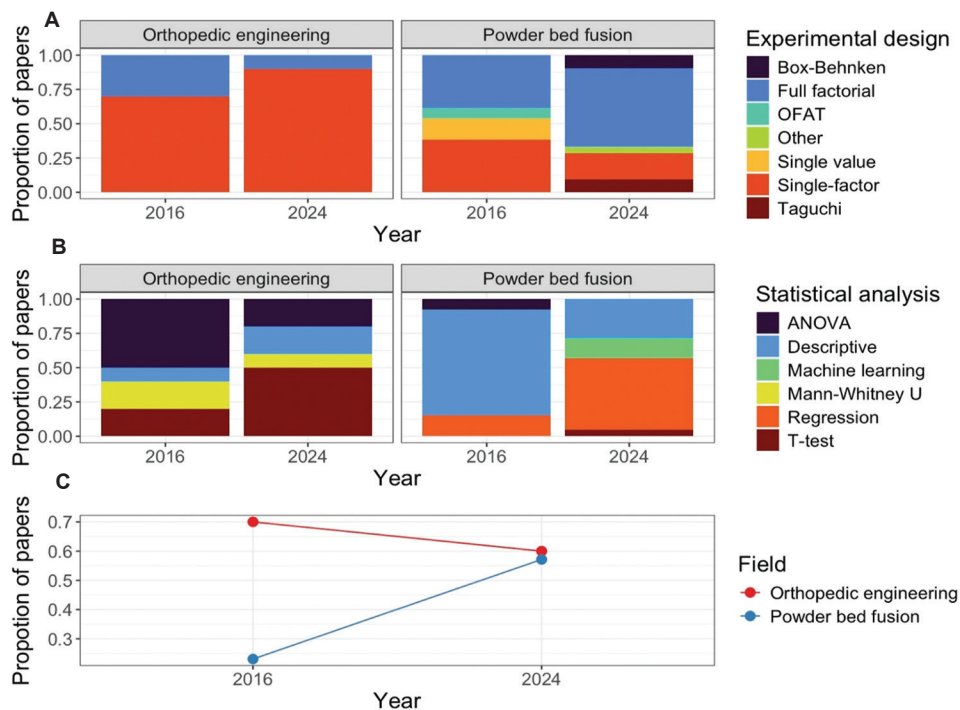 A
Orthopedic engineering
Powder bed fusion
Proportion of papers
1.00
0.75
0.50
0.25
0.00
2016
2024
2016
2024
Year
Experimental design
Box-Behnken
Full factorial
OFAT
Other
Single value
Single-factor
Taguchi
B
Orthopedic engineering
Powder bed fusion
Proportion of papers
1.00
0.75
0.50
0.25
0.00
2016
2024
2016
2024
Year
Statistical analysis
ANOVA
Descriptive
Machine learning
Mann-Whitney U
Regression
T-test
C
Propotion of papers
0.7
0.6
0.5
0.4
0.3
2016
2024
Year
Field
Orthopedic engineering
Powder bed fusion